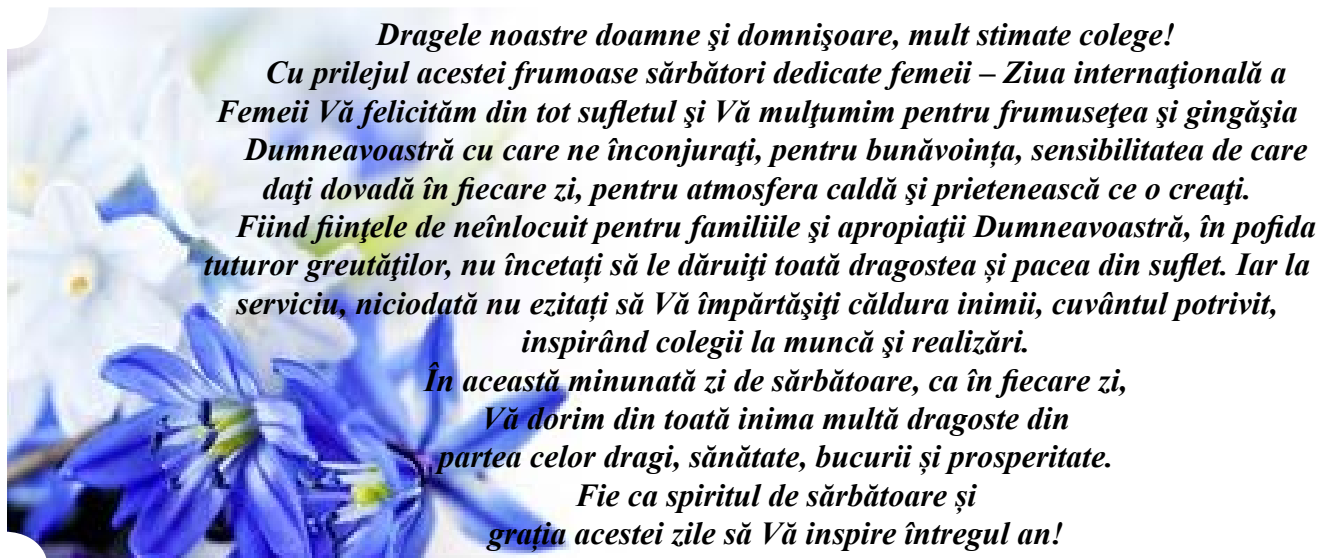 Dragele noastre doamne şi domnişoare, mult stimate colege!
Cu prilejul acestei frumoase sărbători dedicate femeii – Ziua internaţională a
Femeii Vă felicităm din tot sufletul şi Vă mulţumim pentru frumuseţea şi gingăşia
Dumneavoastră cu care ne înconjuraţi, pentru bunăvoința, sensibilitatea de care
daţi dovadă în fiecare zi, pentru atmosfera caldă şi prietenească ce o creaţi.
Fiind fiinţele de neînlocuit pentru familiile şi apropiaţii Dumneavoastră, în pofida
tuturor greutăţilor, nu încetați să le dăruiţi toată dragostea și pacea din suflet. Iar la
serviciu, niciodată nu ezitați să Vă împărtăşiţi căldura inimii, cuvântul potrivit,
inspirând colegii la muncă şi realizări.
În această minunată zi de sărbătoare, ca în fiecare zi,
Vă dorim din toată inima multă dragoste din
partea celor dragi, sănătate, bucurii și prosperitate.
Fie ca spiritul de sărbătoare și
grația acestei zile să Vă inspire întregul an!